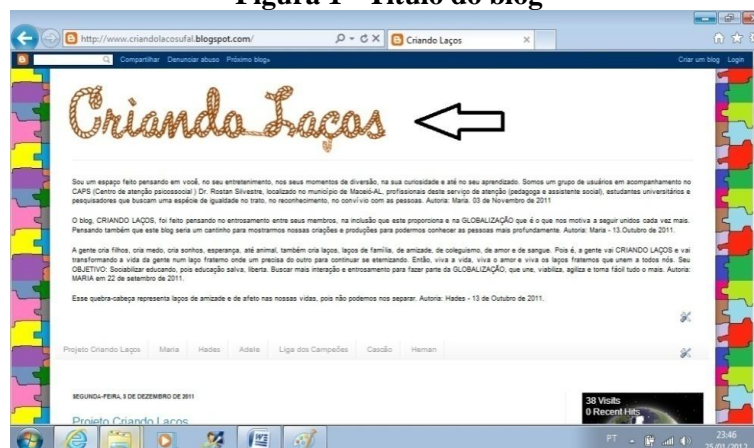 Figura 1 - Título do blog
http://www.criandolacosufal.blogspot.com/
Criando Laços
Compartilhar Denunciar abuso Próximo blog»
Criar um blog Login
Criando Laços
Sou um espaço feito pensando em você, no seu entretenimento, nos seus momentos de diversão, na sua curiosidade e até no seu aprendizado. Somos um grupo de usuários em acompanhamento no
CAPS (Centro de atenção psicossocial ) Dr. Rostan Silvestre, localizado no município de Maceió-AL, profissionais deste serviço de atenção (pedagoga e assistente social), estudantes universitários e
pesquisadores que buscam uma espécie de igualdade no trato, no reconhecimento, no convívio com as pessoas. Autoria: Maria. 03 de Novembro de 2011
O blog, CRIANDO LAÇOS, foi feito pensando no entrosamento entre seus membros, na inclusão que este proporciona e na GLOBALIZAÇÃO que é o que nos motiva a seguir unidos cada vez mais.
Pensando também que este blog seria um cantinho para mostrarmos nossas criações e produções para podermos conhecer as pessoas mais profundamente. Autoria: Maria - 13.Outubro de 2011.
A gente cria filhos, cria medo, cria sonhos, esperança, até animal, também cria laços, laços de família, de amizade, de coleguismo, de amor e de sangue. Pois é, a gente vai CRIANDO LAÇOS e vai
transformando a vida da gente num laço fraterno onde um precisa do outro para continuar se eternizando. Então, viva a vida, viva o amor e viva os laços fraternos que unem a todos nós. Seu
OBJETIVO: Sociabilizar educando, pois educação salva, liberta. Buscar mais interação e entrosamento para fazer parte da GLOBALIZAÇÃO, que une, viabiliza, agiliza e torna fácil tudo o mais. Autoria:
MARIA em 22 de setembro de 2011.
Esse quebra-cabeça representa laços de amizade e de afeto nas nossas vidas, pois não podemos nos separar. Autoria: Hades - 13 de Outubro de 2011.
Projeto Criando Laços Maria Hades Adele Liga dos Campeões Cascão Heman
SEGUNDA-FEIRA, 5 DE DEZEMBRO DE 2011
Projeto Criando Laços
38 Visits
0 Recent Hits
PT
23:46
25/01/2012